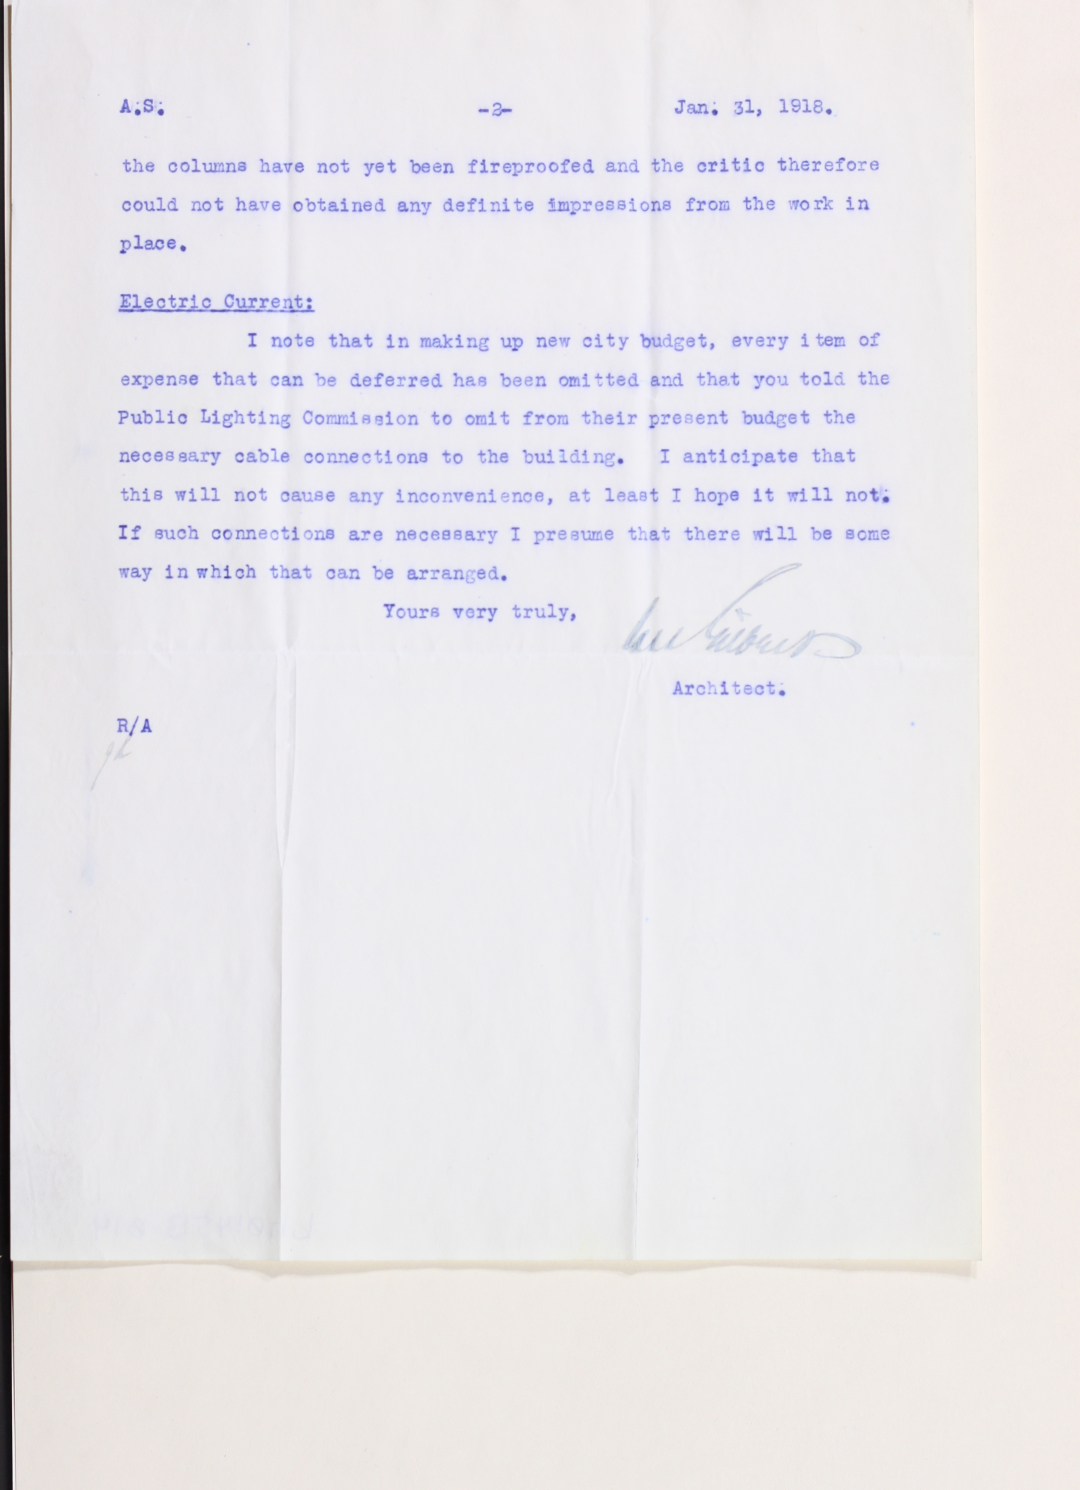 A.S. -2- Jan. 31, 1918.
the columns have not yet been fireproofed and the critic therefore
could not have obtained any definite impressions from the work in
place.
Electric Current:
I note that in making up new city budget, every item of
expense that can be deferred has been omitted and that you told the
Public Lighting Commission to omit from their present budget the
necessary cable connections to the building. I anticipate that
this will not cause any inconvenience, at least I hope it will not.
If such connections are necessary I presume that there will be some
way in which that can be arranged.
Yours very truly,
Cass Gilbert
Architect.
R/A